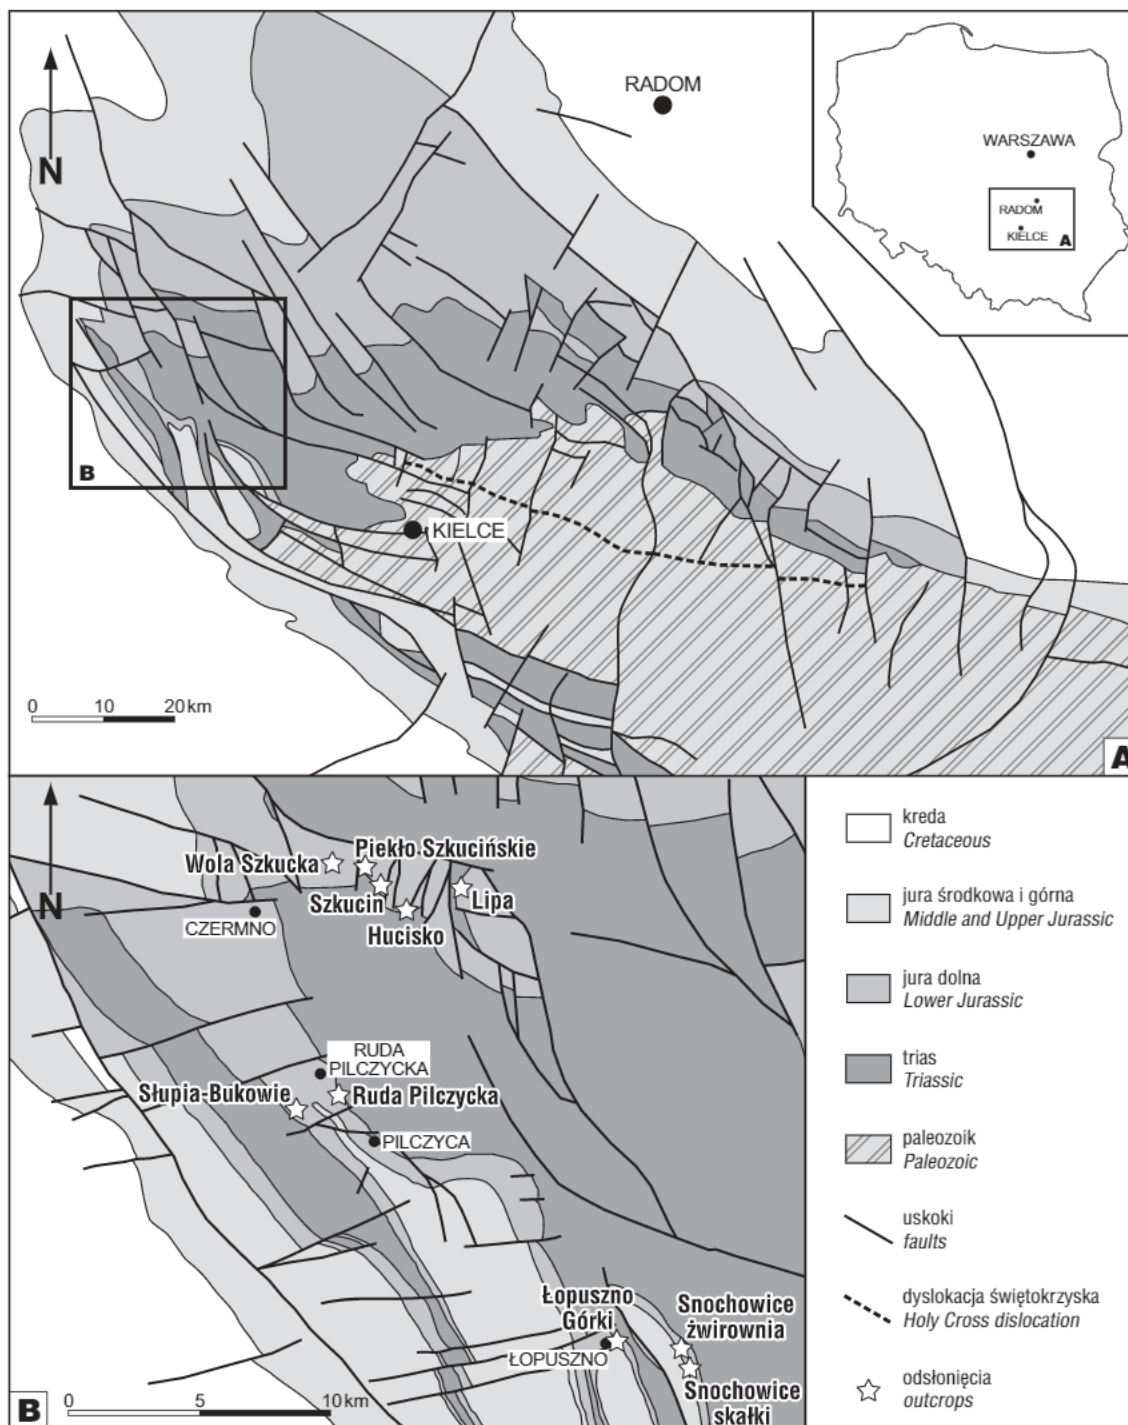 RADOM
N
WARSZAWA
RADOM
KIELCE
A
B
KIELCE
0 10 20 km
A
N
Wola Szkucka
Piekło Szkucińskie
Szkucin
Lipa
Hucisko
CZERMNO
RUDA
PILCZYCKA
Słupia-Bukowie
Ruda Pilczycka
PILCZYCA
Łopuszno
Górki
Snochowice
żwirownia
ŁOPUSZNO
Snochowice
skałki
0 5 10 km
B
kreda
Cretaceous
jura środkowa i górna
Middle and Upper Jurassic
jura dolna
Lower Jurassic
trias
Triassic
paleozoik
Paleozoic
uskoki
faults
dyslokacja świętokrzyska
Holy Cross dislocation
odsłonięcia
outcrops